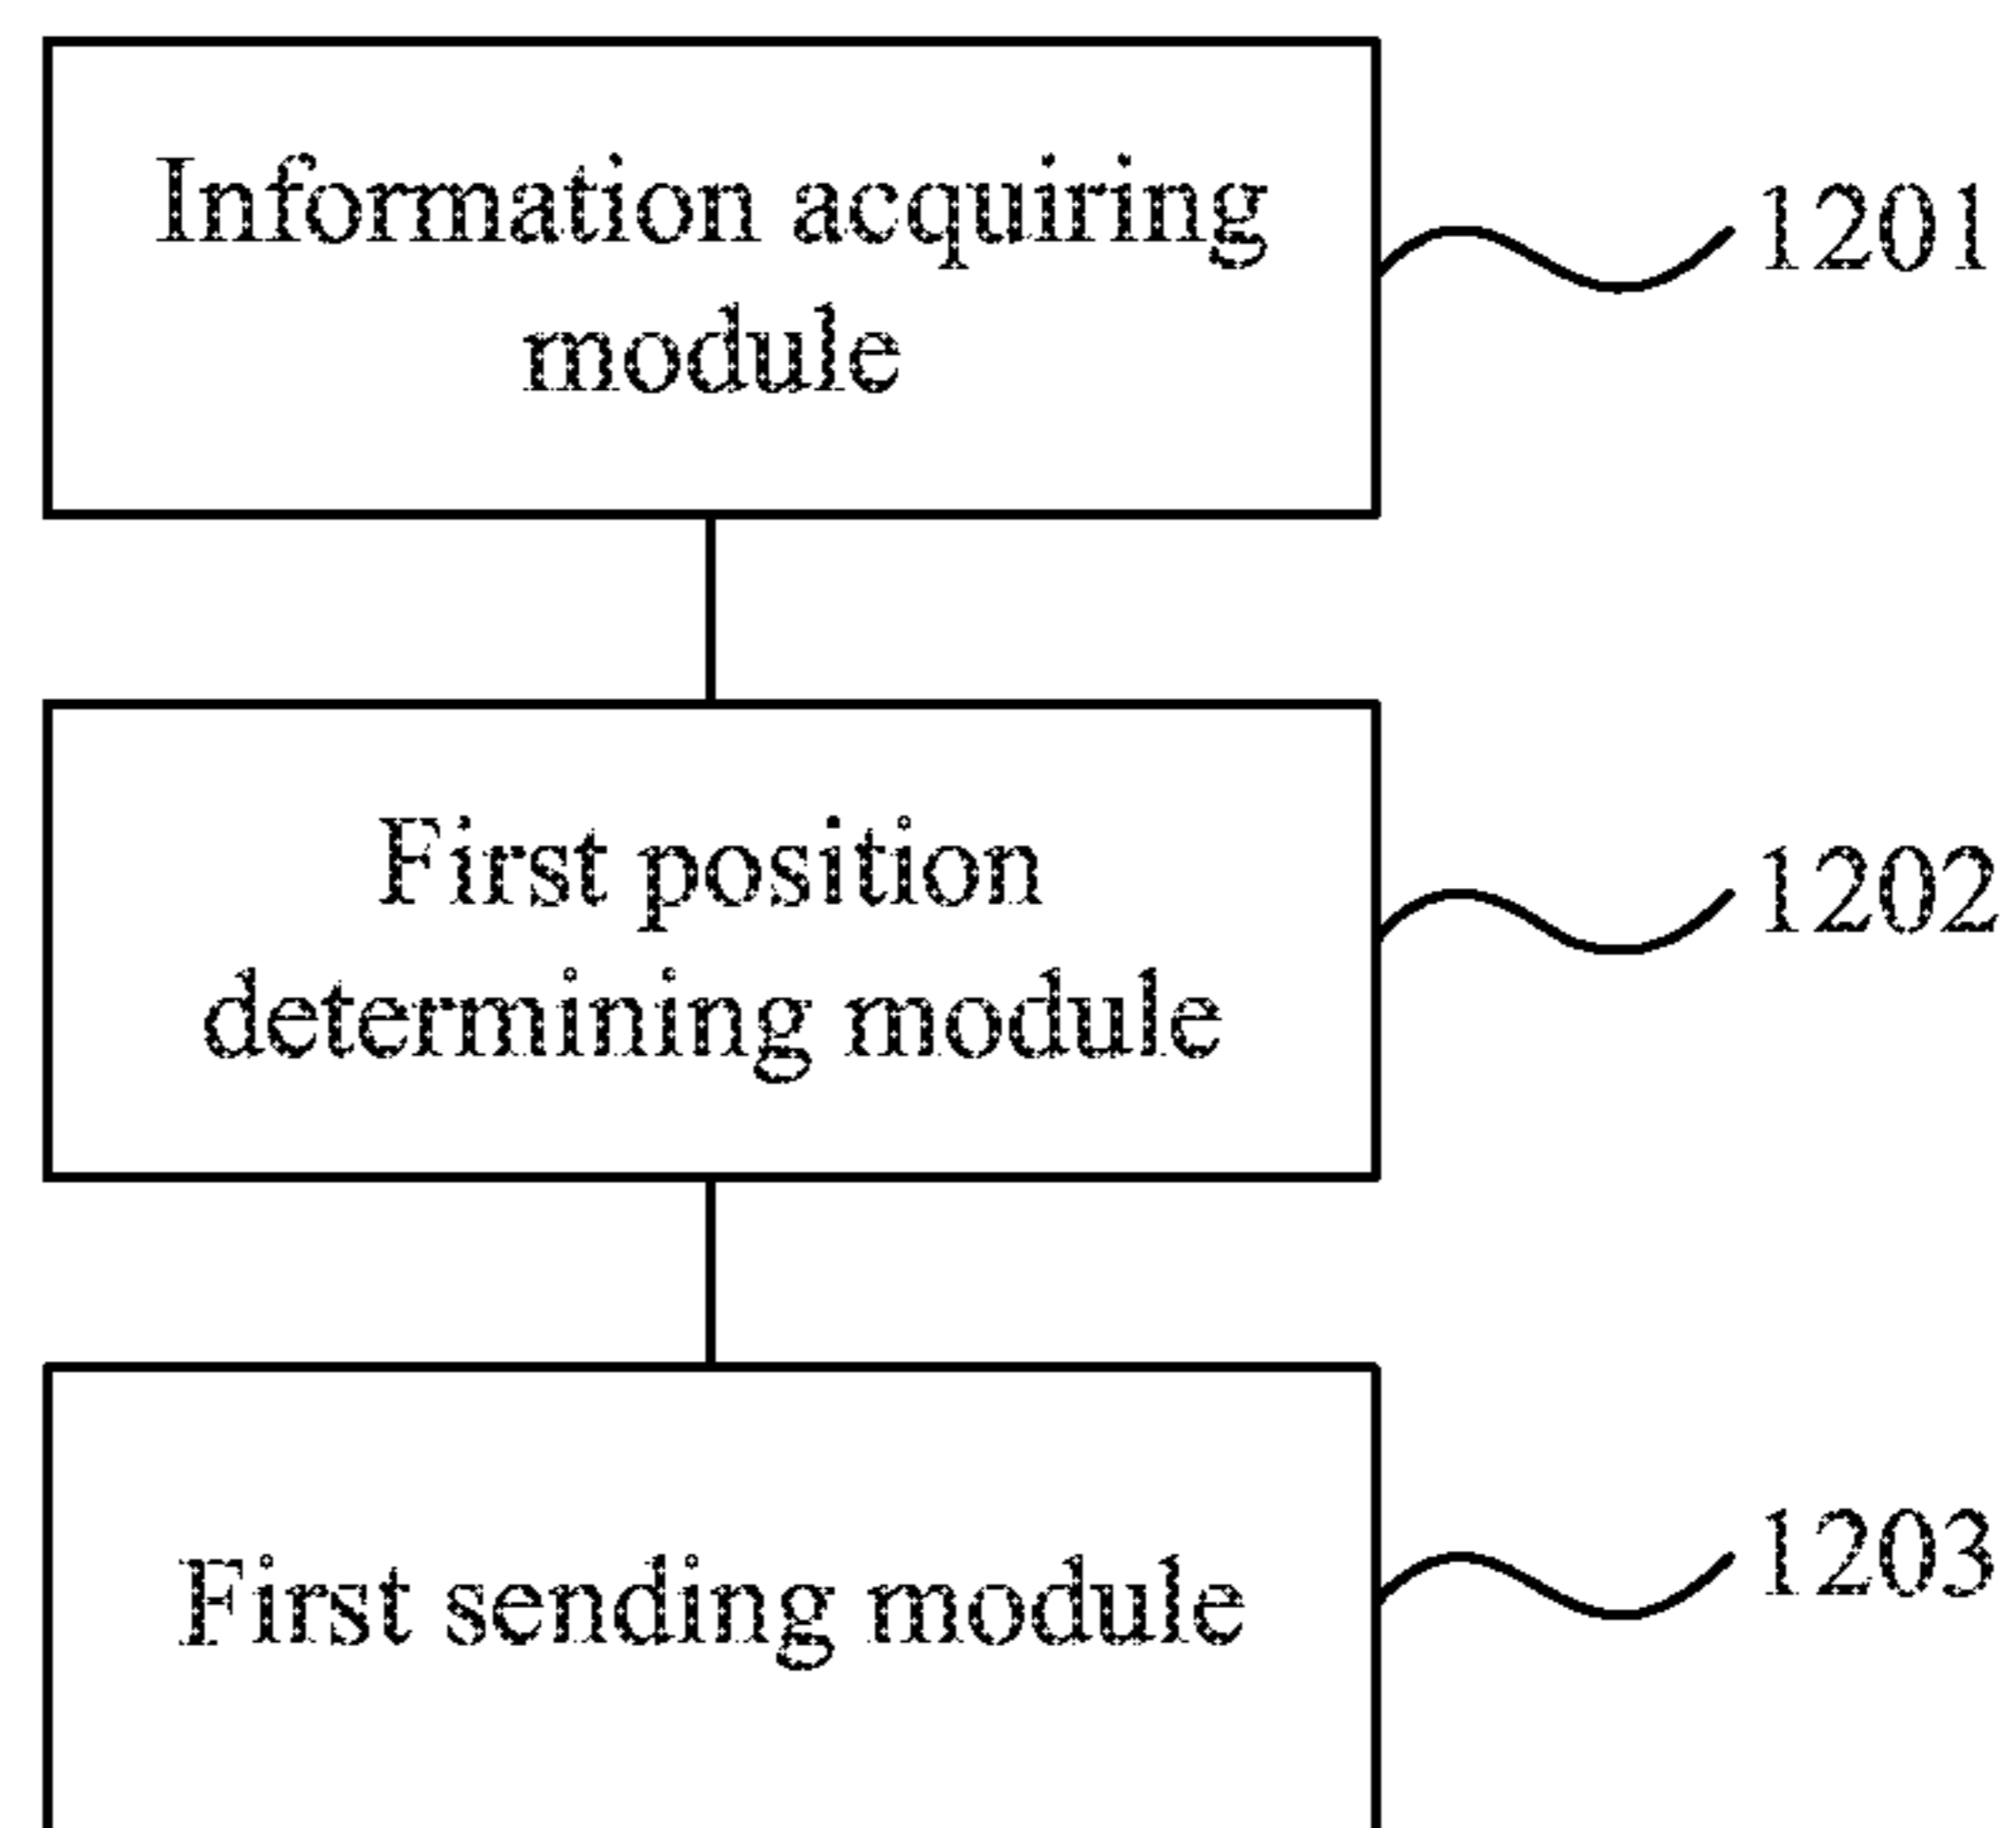 Information acquiring
module
1201
First position
determining module
1202
First sending module
1203